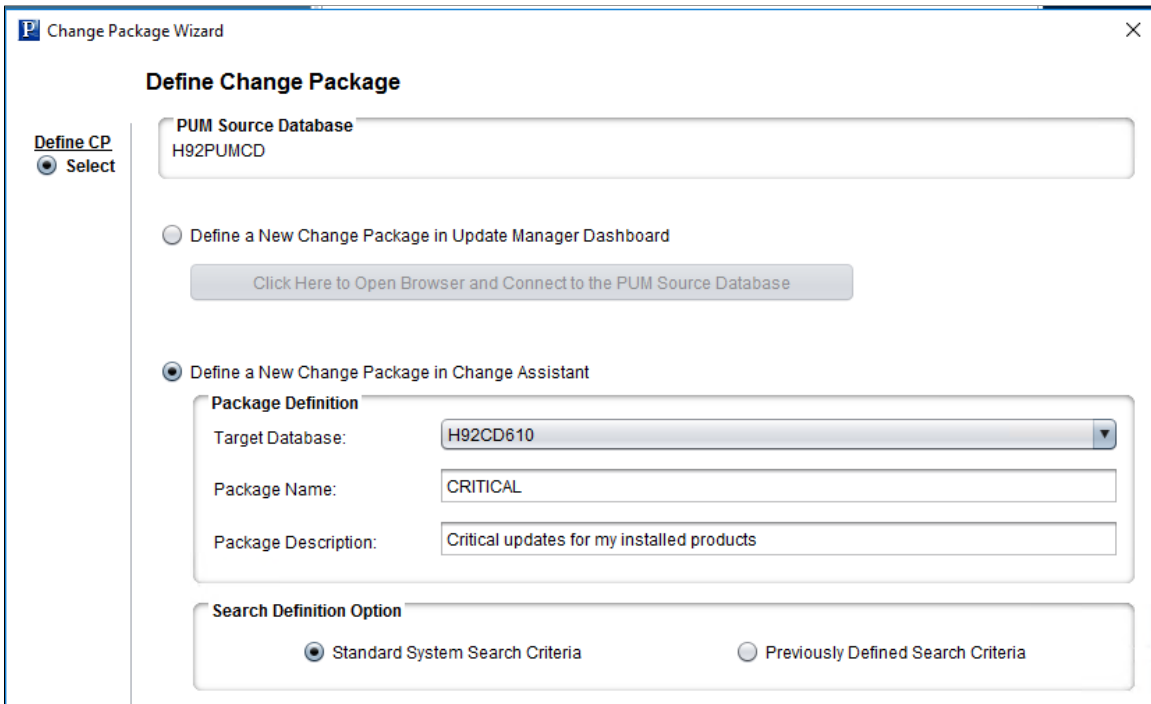 P Change Package Wizard
Define Change Package
Define CP
Select
PUM Source Database
H92PUMCD
Define a New Change Package in Update Manager Dashboard
Click Here to Open Browser and Connect to the PUM Source Database
Define a New Change Package in Change Assistant
Package Definition
Target Database: H92CD610
Package Name: CRITICAL
Package Description: Critical updates for my installed products
Search Definition Option
Standard System Search Criteria Previously Defined Search Criteria